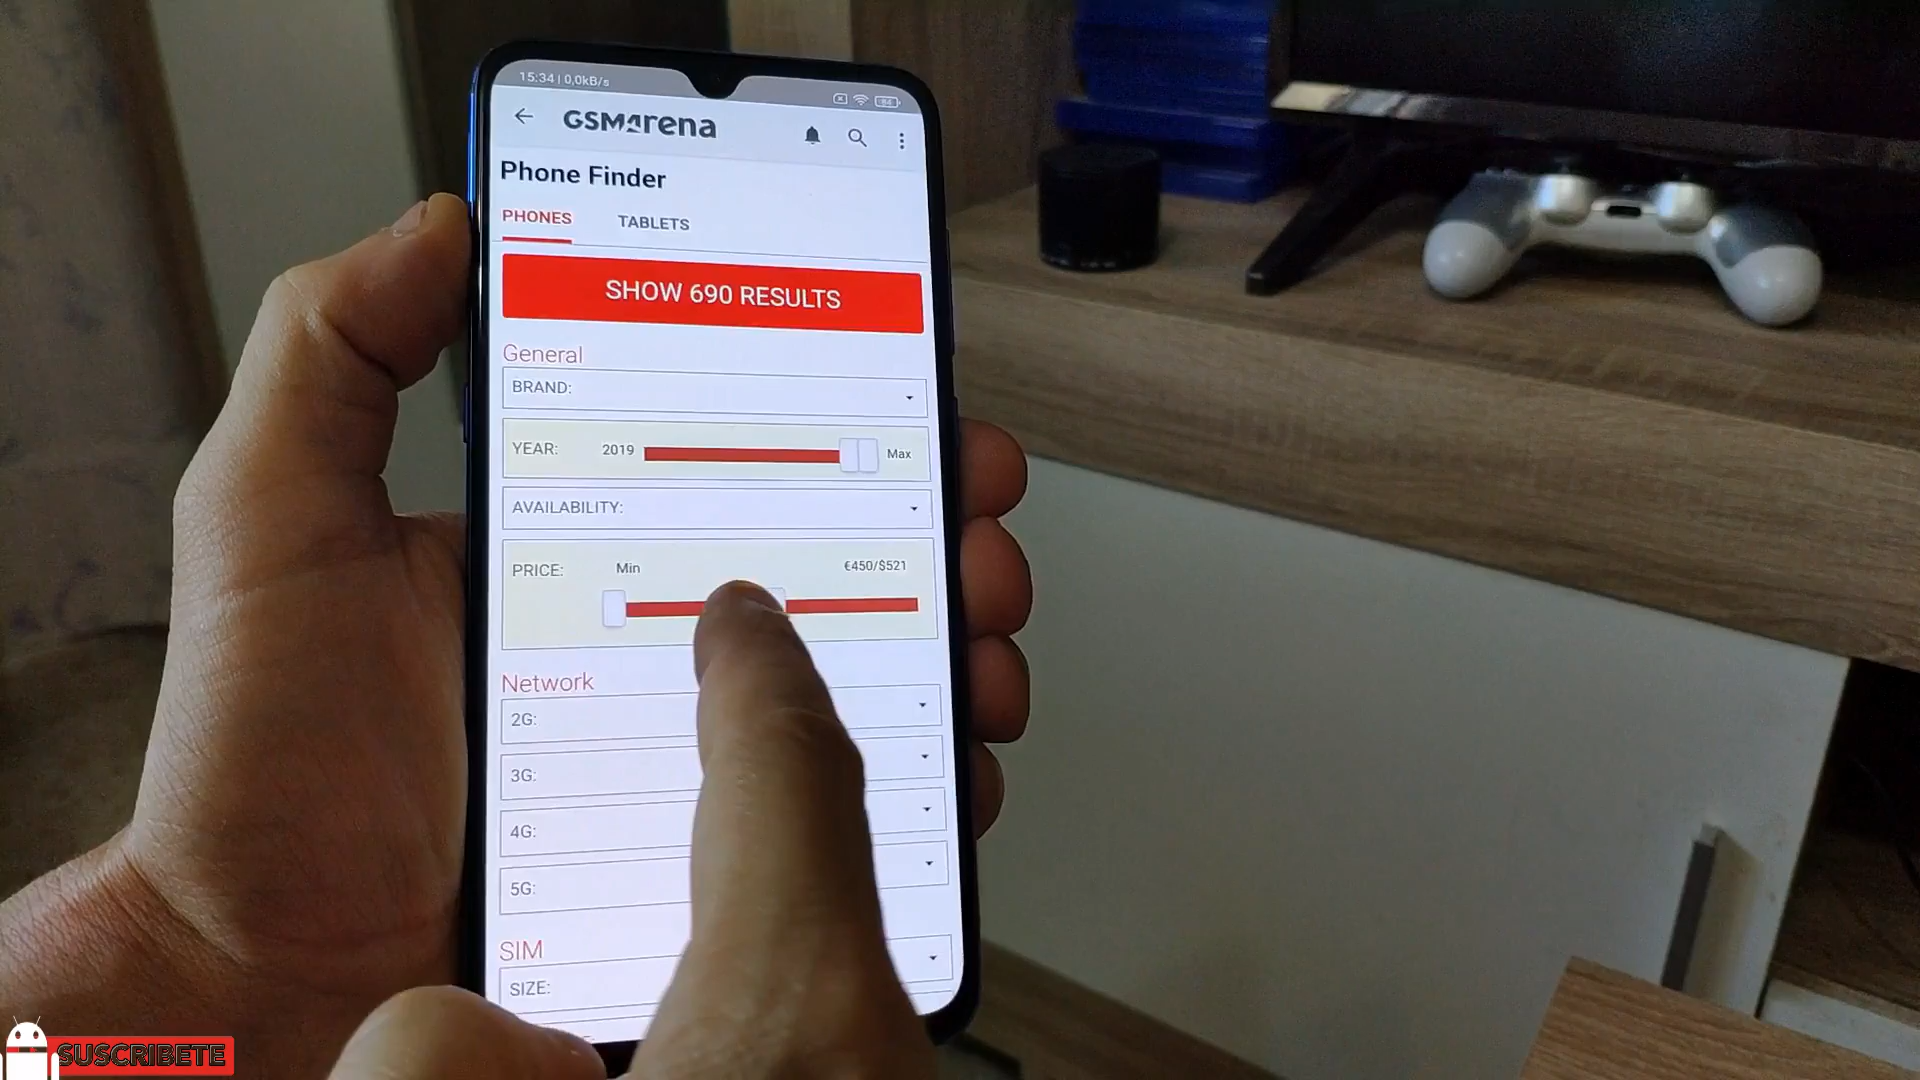 15:34 | 0,0kB/s
84
GSMArena
Phone Finder
PHONES
TABLETS
SHOW 690 RESULTS
General
BRAND:
YEAR:
2019
Max
AVAILABILITY:
PRICE:
Min
€450/$521
Network
2G:
3G:
4G:
5G:
SIM
SIZE:
SUSCRIBETE